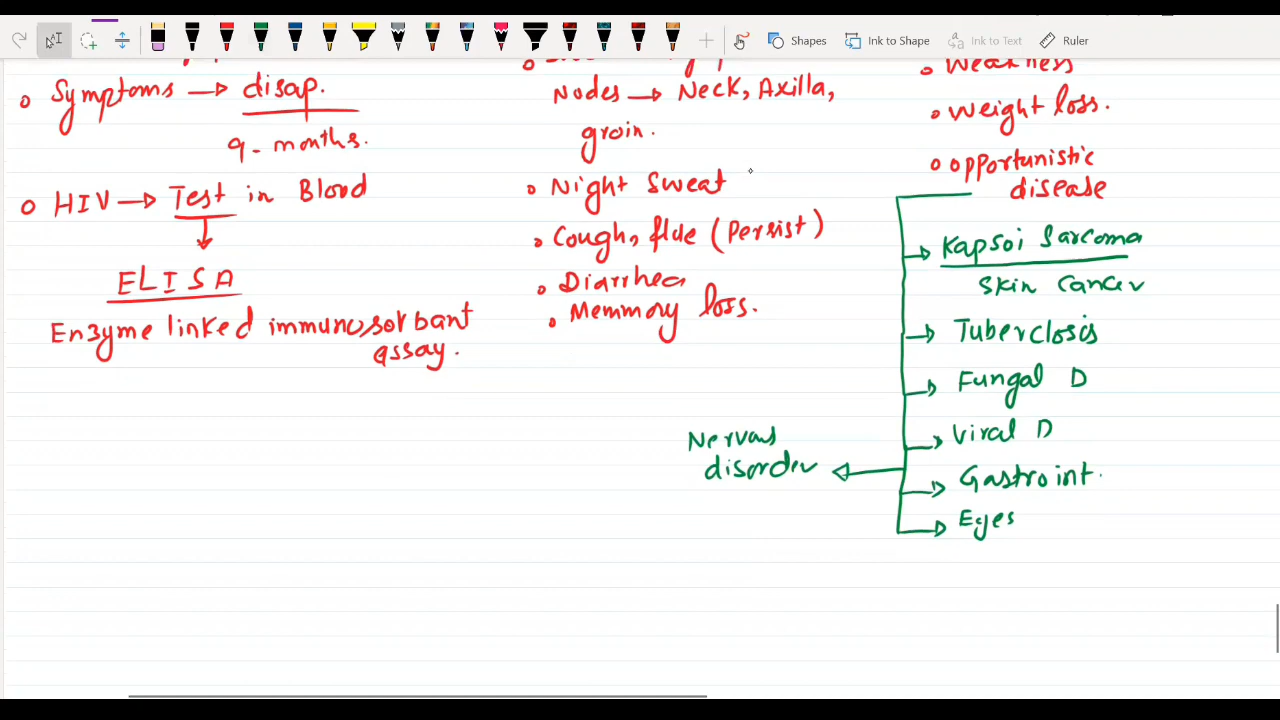 Shapes
Ink to Shape
Ink to Text
Ruler
Symptoms → disap.
9- months.
HIV → Test in Blood
ELISA
Enzyme linked immunosorbant
assay.
Nodes → Neck, Axilla,
groin.
Night Sweat
Cough, flue (Persist)
Diarrhea
Memmory loss.
Weakness
Weight loss.
opportunistic
disease
Kapsoi Sarcoma
Skin Cancer
Tuberclosis
Fungal D
Viral D
Gastroint.
Eyes
Nervous
disorder